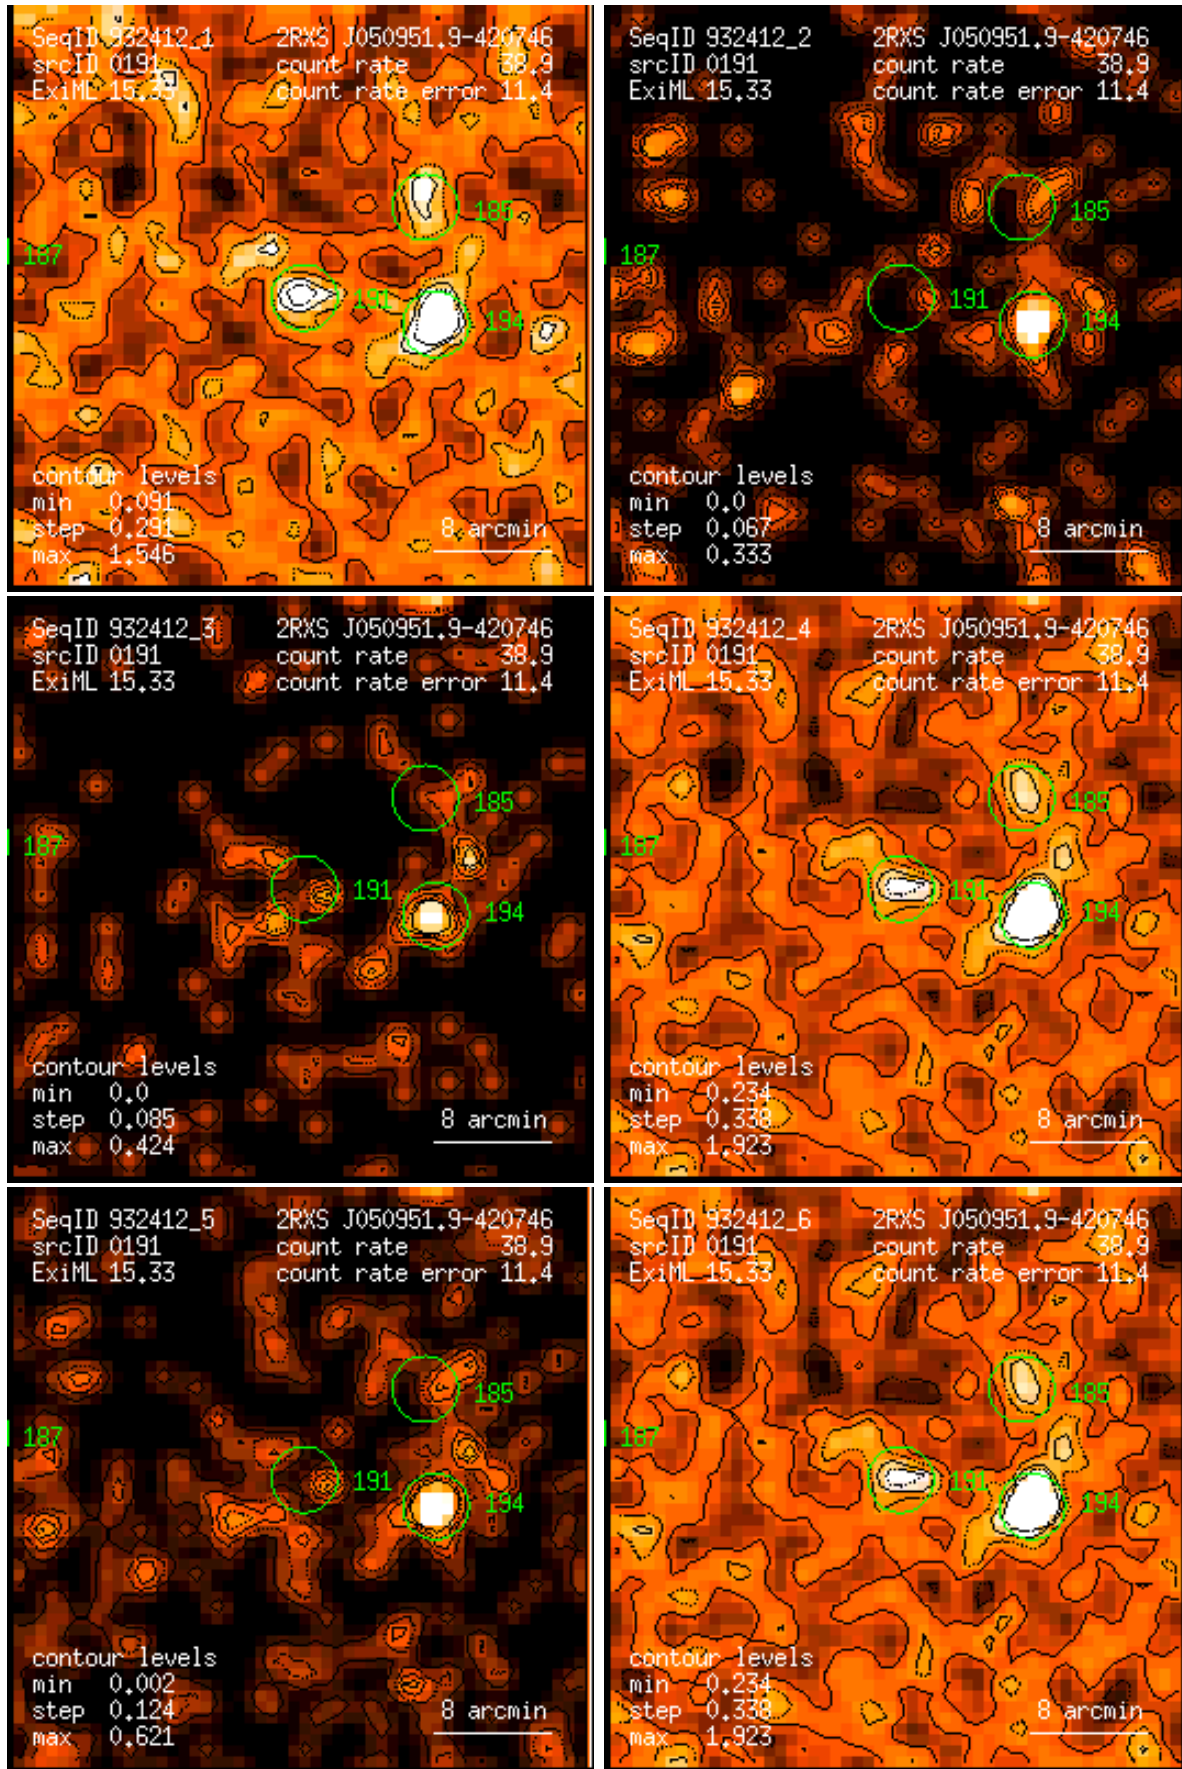 SeqID 932412_1 2RXS J050951.9-420746
srcID 0191 count rate 38.9
ExiML 15.33 count rate error 11.4
185
187
191
194
contour levels
min 0.091
step 0.291 8 arcmin
max 1.546
SeqID 932412_2 2RXS J050951.9-420746
srcID 0191 count rate 38.9
ExiML 15.33 count rate error 11.4
185
187
191
194
contour levels
min 0.0
step 0.067 8 arcmin
max 0.333
SeqID 932412_3 2RXS J050951.9-420746
srcID 0191 count rate 38.9
ExiML 15.33 count rate error 11.4
185
187
191
194
contour levels
min 0.0
step 0.085 8 arcmin
max 0.424
SeqID 932412_4 2RXS J050951.9-420746
srcID 0191 count rate 38.9
ExiML 15.33 count rate error 11.4
185
187
191
194
contour levels
min 0.234
step 0.338 8 arcmin
max 1.923
SeqID 932412_5 2RXS J050951.9-420746
srcID 0191 count rate 38.9
ExiML 15.33 count rate error 11.4
185
187
191
194
contour levels
min 0.002
step 0.124 8 arcmin
max 0.621
SeqID 932412_6 2RXS J050951.9-420746
srcID 0191 count rate 38.9
ExiML 15.33 count rate error 11.4
185
187
191
194
contour levels
min 0.234
step 0.338 8 arcmin
max 1.923